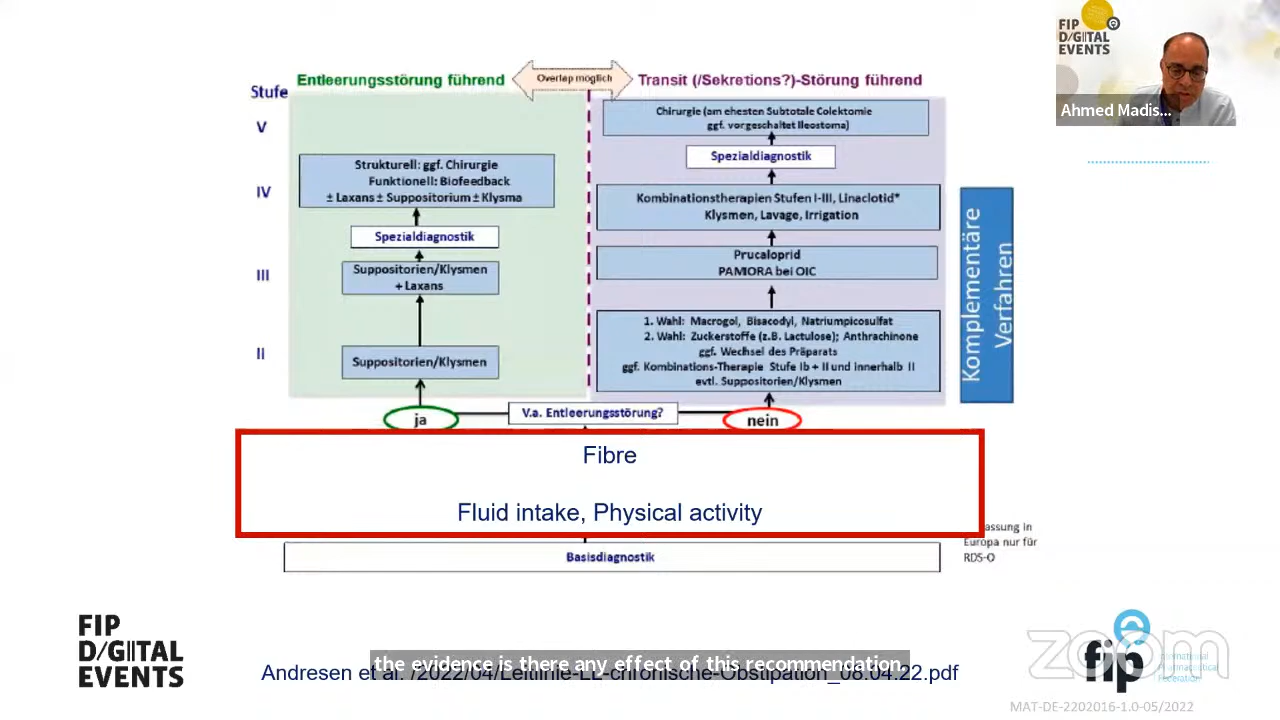 FIP
D/GITAL
EVENTS
Ahmed Madis...
Entleerungsstörung führend
Overlap möglich
Transit (/Sekretions?)-Störung führend
Stufe
V
Chirurgie (am ehesten Subtotale Colektomie
ggf. vorgeschaltet Ileostoma)
Spezialdiagnostik
IV
Strukturell: ggf. Chirurgie
Funktionell: Biofeedback
± Laxans ± Suppositorium ± Klysma
Kombinationstherapien Stufen I-III, Linaclotid*
Klysmen, Lavage, Irrigation
Spezialdiagnostik
III
Suppositorien/Klysmen
+ Laxans
Prucaloprid
PAMORA bei OIC
II
Suppositorien/Klysmen
1. Wahl: Macrogol, Bisacodyl, Natriumpicosulfat
2. Wahl: Zuckerstoffe (z.B. Lactulose); Anthrachinone
ggf. Wechsel des Präparats
ggf. Kombinations-Therapie Stufe Ib + II und innerhalb II
evtl. Suppositorien/Klysmen
Komplementäre
Verfahren
ja
V.a. Entleerungsstörung?
nein
Fibre
Fluid intake, Physical activity
assung in
Europa nur für
RDS-O
Basisdiagnostik
FIP
D/GITAL
EVENTS
the evidence is there any effect of this recommendation
Andresen et al. /2022/04/Leitlinie-LL-chronische-Obstipation_08.04.22.pdf
zoom
fip
International
Pharmaceutical
Federation
MAT-DE-2202016-1.0-05/2022